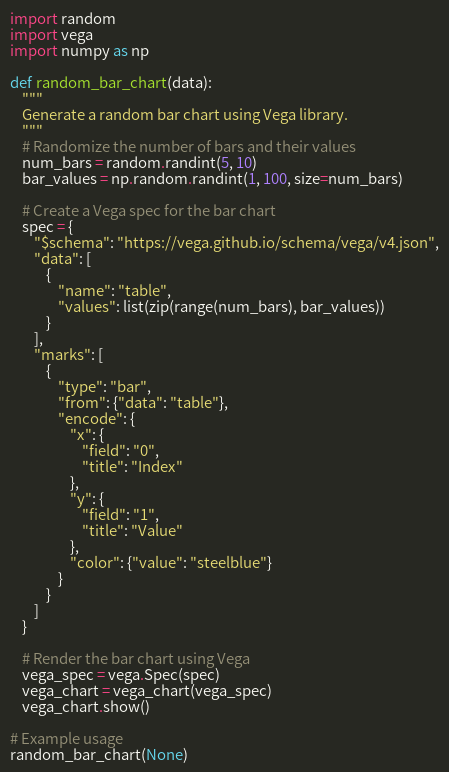 import random
import vega
import numpy as np

def random_bar_chart(data):
    """
    Generate a random bar chart using Vega library.
    """
    # Randomize the number of bars and their values
    num_bars = random.randint(5, 10)
    bar_values = np.random.randint(1, 100, size=num_bars)

    # Create a Vega spec for the bar chart
    spec = {
        "$schema": "https://vega.github.io/schema/vega/v4.json",
        "data": [
            {
                "name": "table",
                "values": list(zip(range(num_bars), bar_values))
            }
        ],
        "marks": [
            {
                "type": "bar",
                "from": {"data": "table"},
                "encode": {
                    "x": {
                        "field": "0",
                        "title": "Index"
                    },
                    "y": {
                        "field": "1",
                        "title": "Value"
                    },
                    "color": {"value": "steelblue"}
                }
            }
        ]
    }

    # Render the bar chart using Vega
    vega_spec = vega.Spec(spec)
    vega_chart = vega_chart(vega_spec)
    vega_chart.show()

# Example usage
random_bar_chart(None)